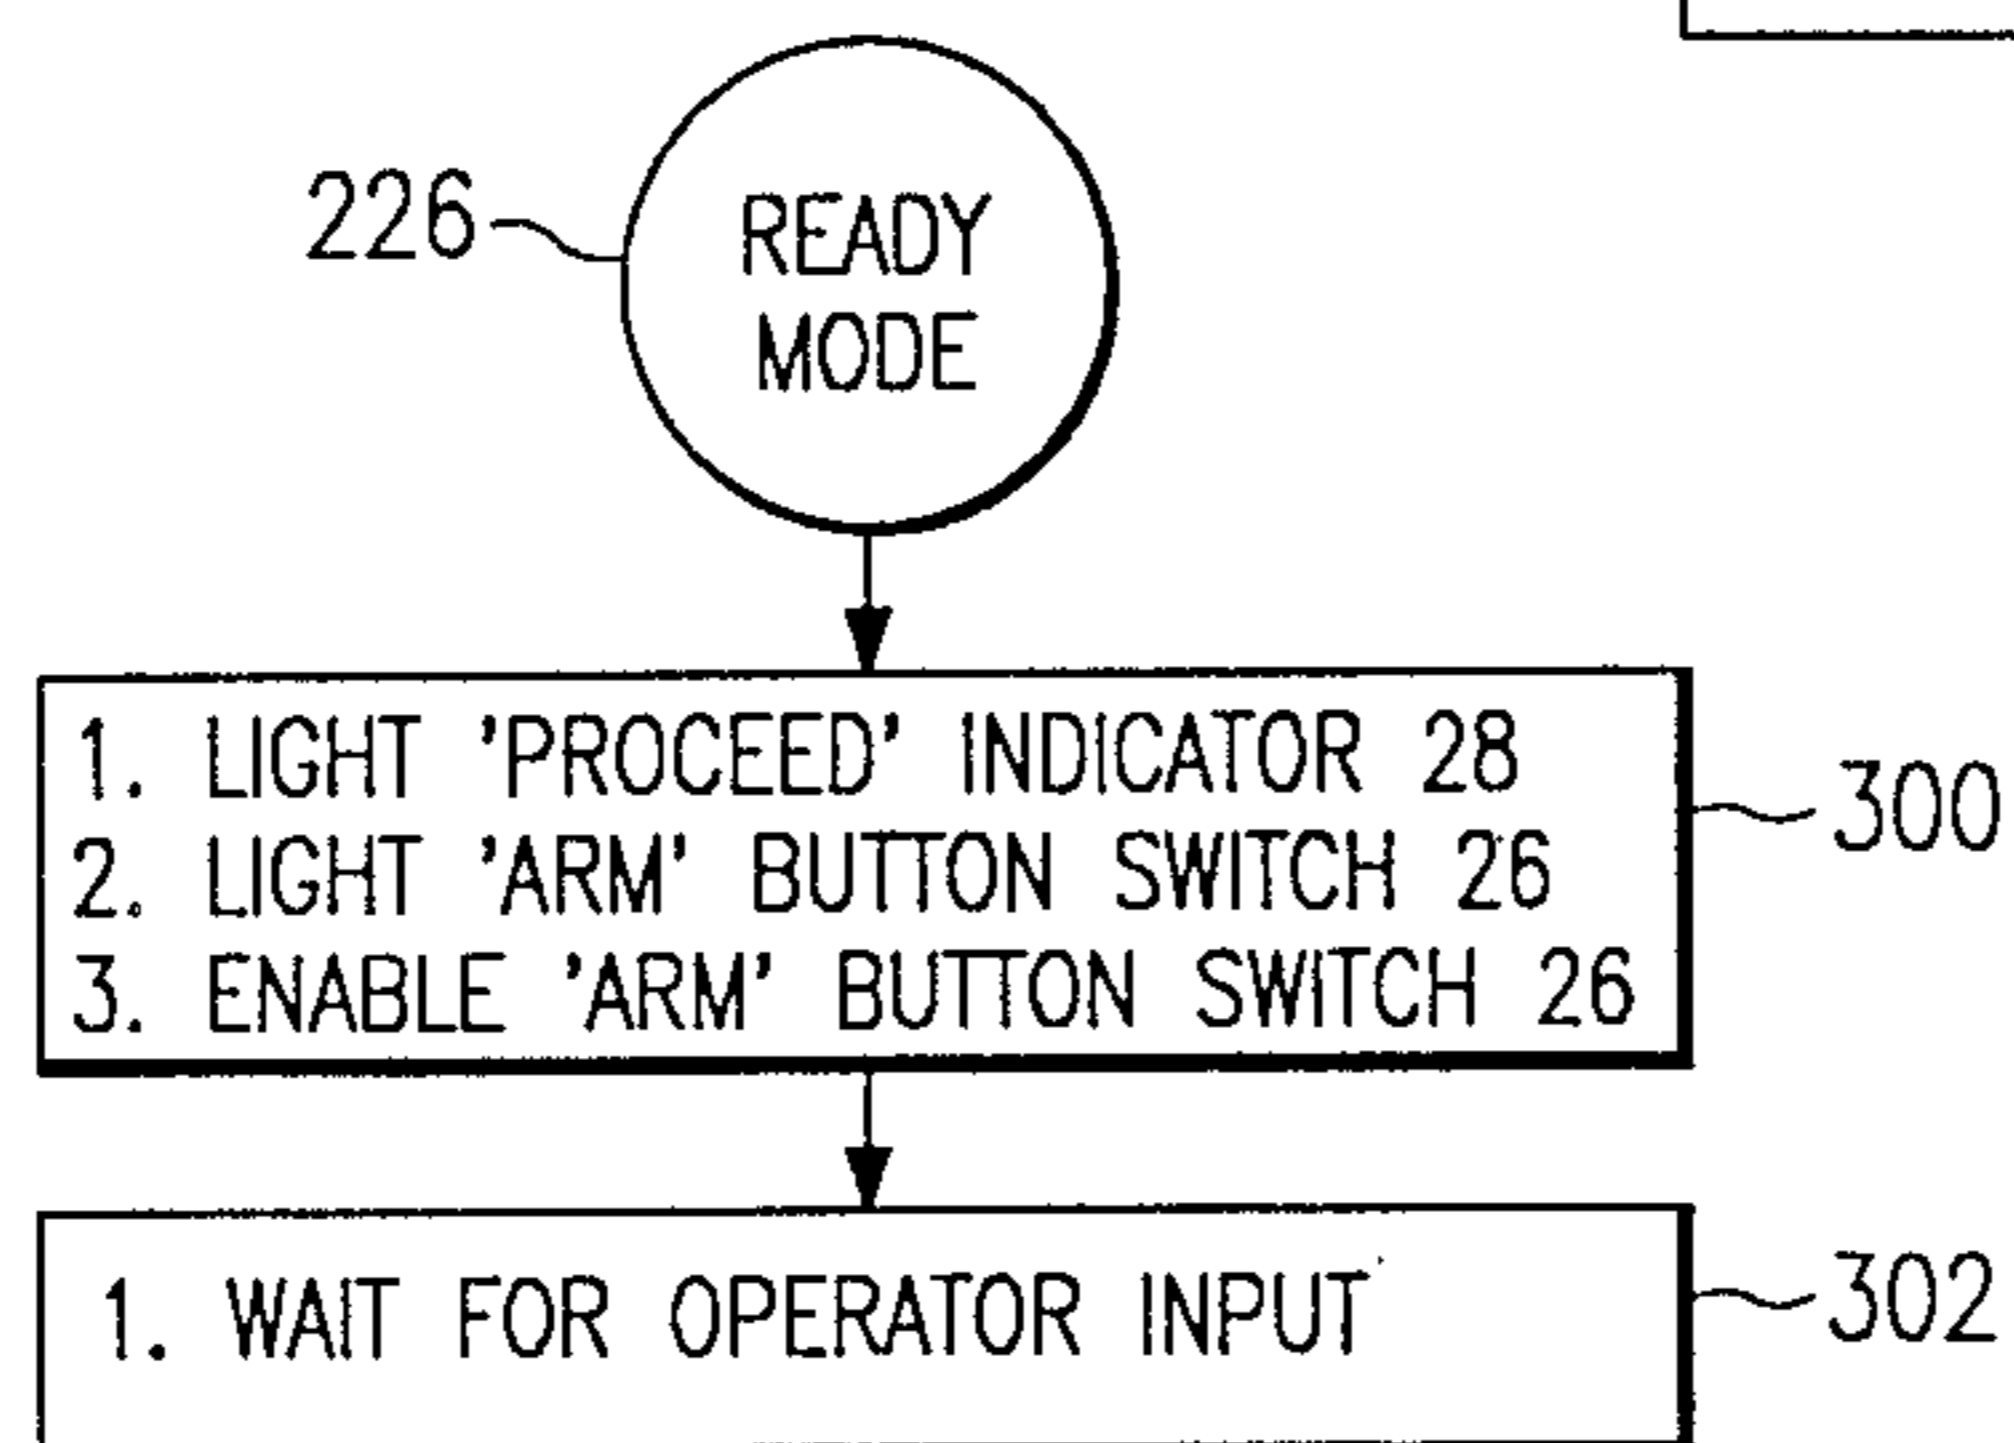 226
READY
MODE
1. LIGHT 'PROCEED' INDICATOR 28
2. LIGHT 'ARM' BUTTON SWITCH 26
3. ENABLE 'ARM' BUTTON SWITCH 26
300
1. WAIT FOR OPERATOR INPUT
302